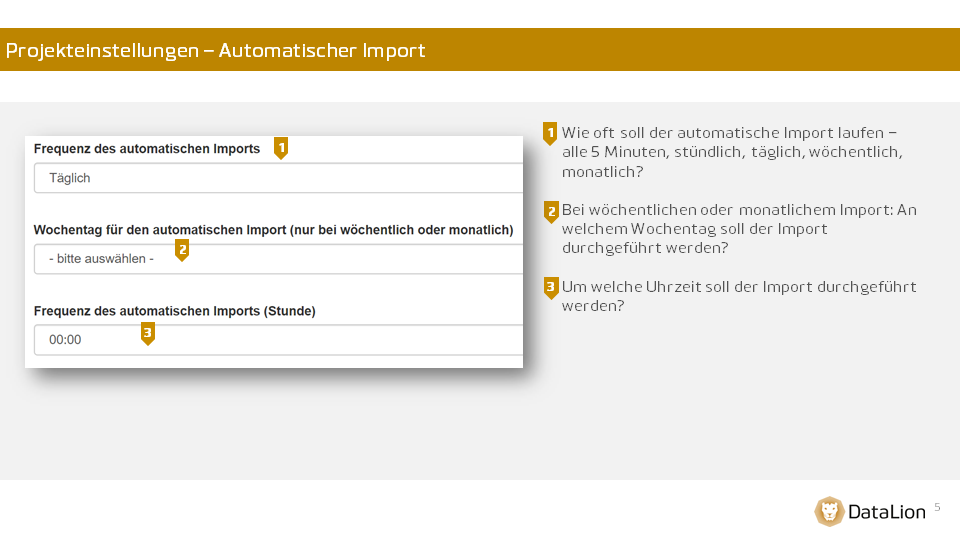 Projekteinstellungen – Automatischer Import
Frequenz des automatischen Imports 1
Täglich
Wochentag für den automatischen Import (nur bei wöchentlich oder monatlich)
- bitte auswählen - 2
Frequenz des automatischen Imports (Stunde)
00:00 3
1 Wie oft soll der automatische Import laufen –
alle 5 Minuten, stündlich, täglich, wöchentlich,
monatlich?
2 Bei wöchentlichen oder monatlichem Import: An
welchem Wochentag soll der Import
durchgeführt werden?
3 Um welche Uhrzeit soll der Import durchgeführt
werden?
DataLion 5